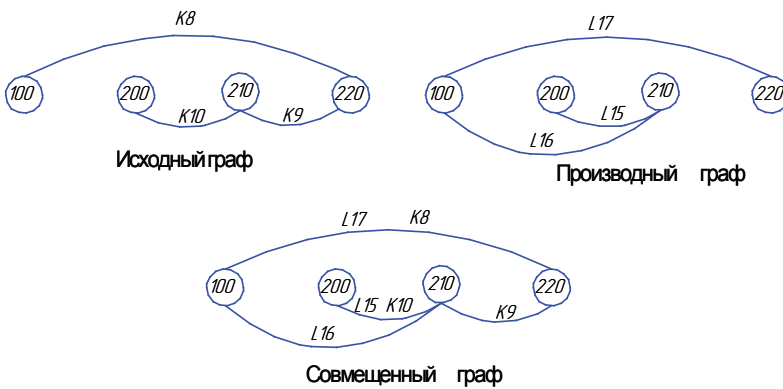 K8
100 200 210 220
K10 K9
Исходный граф
L17
100 200 210 220
L15
L16
Производный граф
L17 K8
100 200 210 220
L15 K10 K9
L16
Совмещенный граф